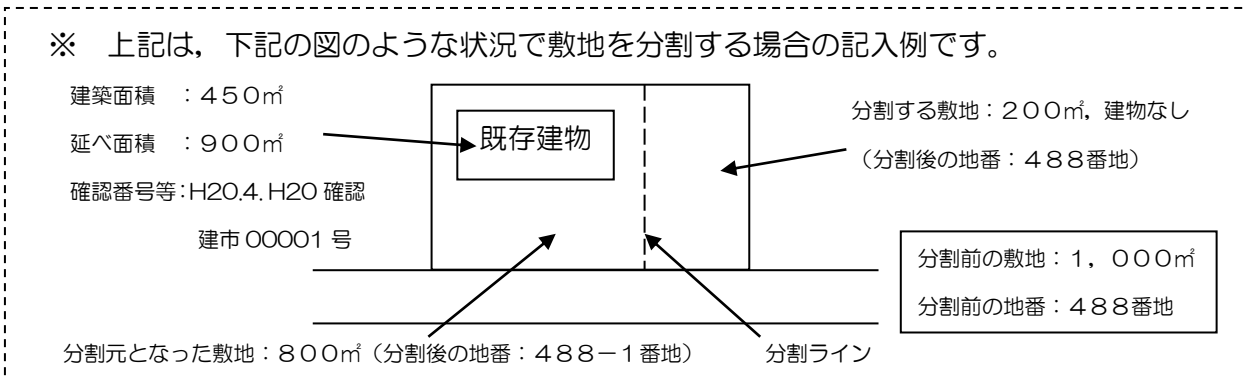 ※　上記は，下記の図のような状況で敷地を分割する場合の記入例です。
建築面積　：４５０㎡
延べ面積　：９００㎡
確認番号等：H20.4. H20 確認
建市 00001 号
既存建物
分割する敷地：２００㎡，建物なし
（分割後の地番：４８８番地）
分割前の敷地：１，０００㎡
分割前の地番：４８８番地
分割元となった敷地：８００㎡（分割後の地番：４８８－１番地）
分割ライン